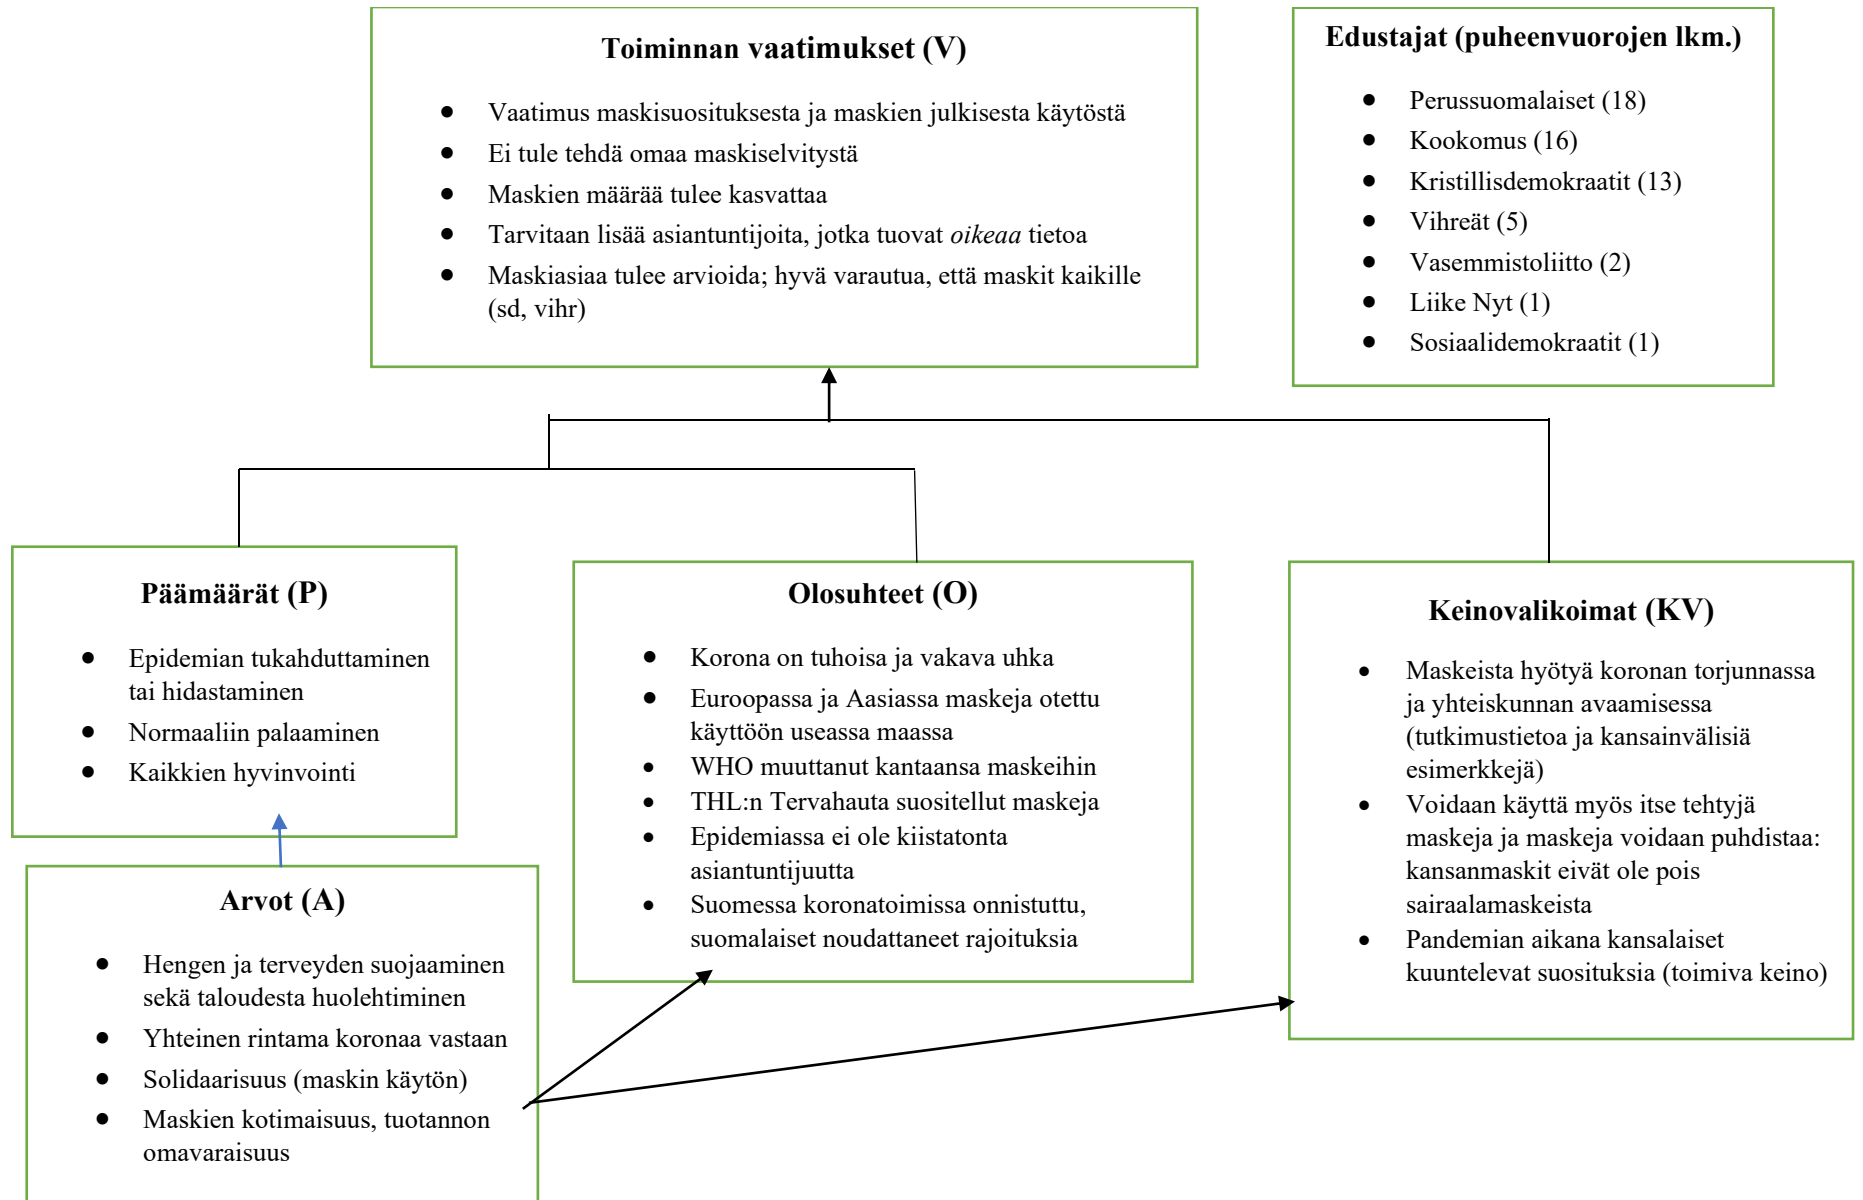 Toiminnan vaatimukset (V)
• Vaatimus maskisuosituksesta ja maskien julkisesta käytöstä
• Ei tule tehdä omaa maskiselvitystä
• Maskien määrää tulee kasvattaa
• Tarvitaan lisää asiantuntijoita, jotka tuovat oikeaa tietoa
• Maskiasiaa tulee arvioida; hyvä varautua, että maskit kaikille
(sd, vihr)
Edustajat (puheenvuorojen lkm.)
• Perussuomalaiset (18)
• Kookomus (16)
• Kristillisdemokraatit (13)
• Vihreät (5)
• Vasemmistoliitto (2)
• Liike Nyt (1)
• Sosiaalidemokraatit (1)
Päämäärät (P)
• Epidemian tukahduttaminen
tai hidastaminen
• Normaaliin palaaminen
• Kaikkien hyvinvointi
Arvot (A)
• Hengen ja terveyden suojaaminen
sekä taloudesta huolehtiminen
• Yhteinen rintama koronaa vastaan
• Solidaarisuus (maskin käytön)
• Maskien kotimaisuus, tuotannon
omavaraisuus
Olosuhteet (O)
• Korona on tuhoisa ja vakava uhka
• Euroopassa ja Aasiassa maskeja otettu
käyttöön useassa maassa
• WHO muuttanut kantaansa maskeihin
• THL:n Tervahauta suositellut maskeja
• Epidemiassa ei ole kiistatonta
asiantuntijuutta
• Suomessa koronatoimissa onnistuttu,
suomalaiset noudattaneet rajoituksia
Keinovalikoimat (KV)
• Maskeista hyötyä koronan torjunnassa
ja yhteiskunnan avaamisessa
(tutkimustietoa ja kansainvälisiä
esimerkkejä)
• Voidaan käyttä myös itse tehtyjä
maskeja ja maskeja voidaan puhdistaa:
kansanmaskit eivät ole pois
sairaalamaskeista
• Pandemian aikana kansalaiset
kuuntelevat suosituksia (toimiva keino)